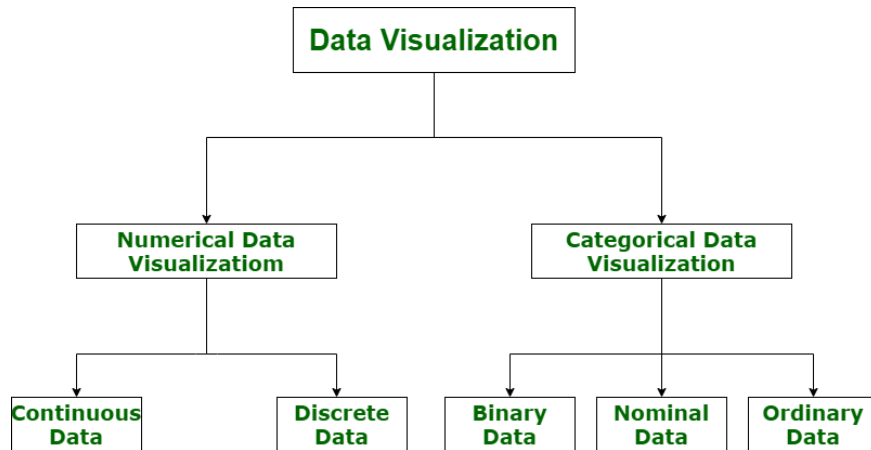 Data Visualization
Numerical Data
Visualizatiom
Categorical Data
Visualization
Continuous
Data
Discrete
Data
Binary
Data
Nominal
Data
Ordinary
Data